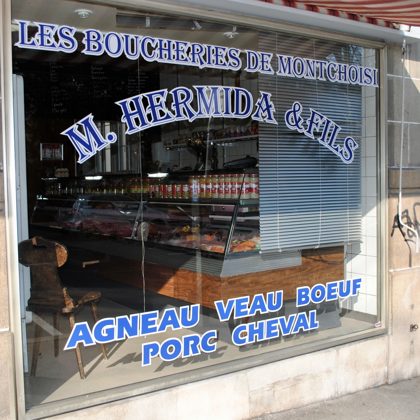 LES BOUCHERIES DE MONTCHOISI
M. HERMIDA & FILS
AGNEAU VEAU BOEUF
PORC CHEVAL